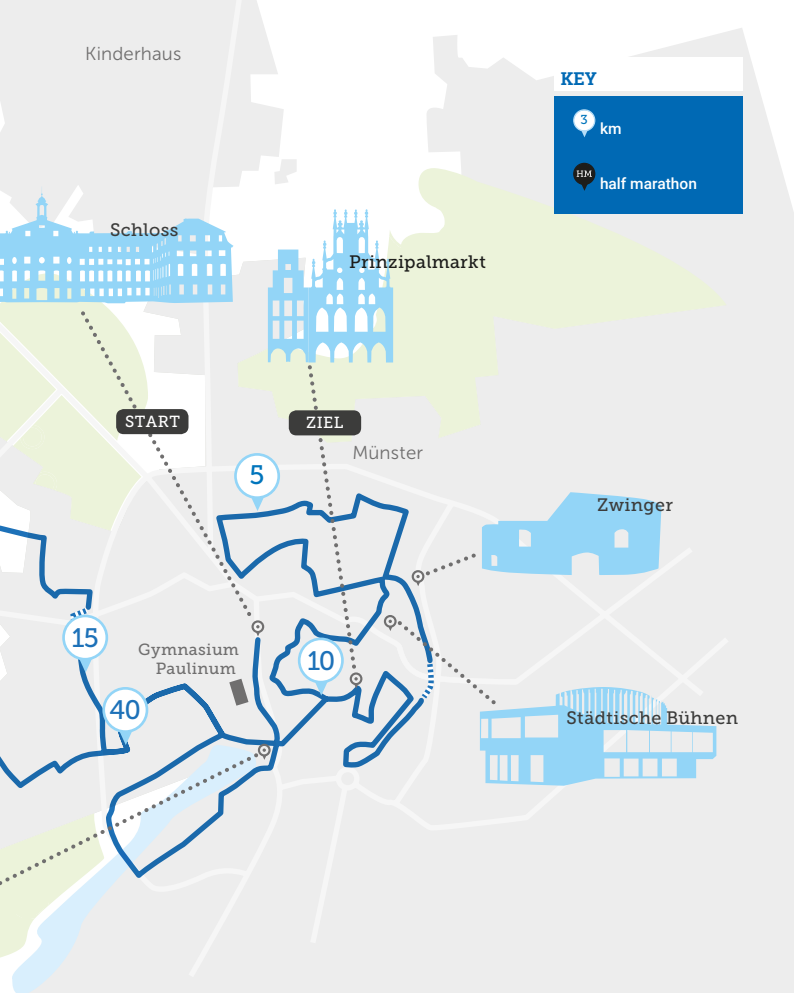 Kinderhaus
KEY
3 km
HM half marathon
Schloss
Prinzipalmarkt
START
ZIEL
Münster
5
Zwinger
15
Gymnasium
Paulinum
10
40
Städtische Bühnen